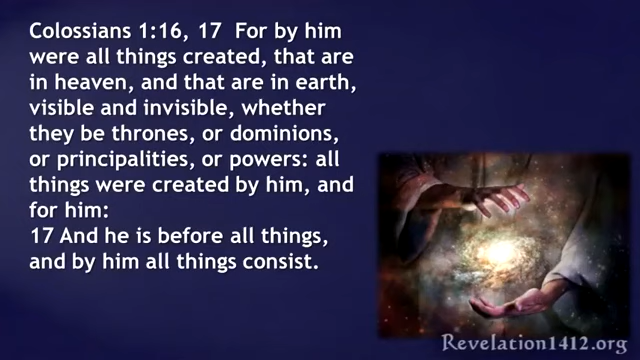 Colossians 1:16, 17  For by him
were all things created, that are
in heaven, and that are in earth,
visible and invisible, whether
they be thrones, or dominions,
or principalities, or powers: all
things were created by him, and
for him:
17 And he is before all things,
and by him all things consist.
Revelation1412.org